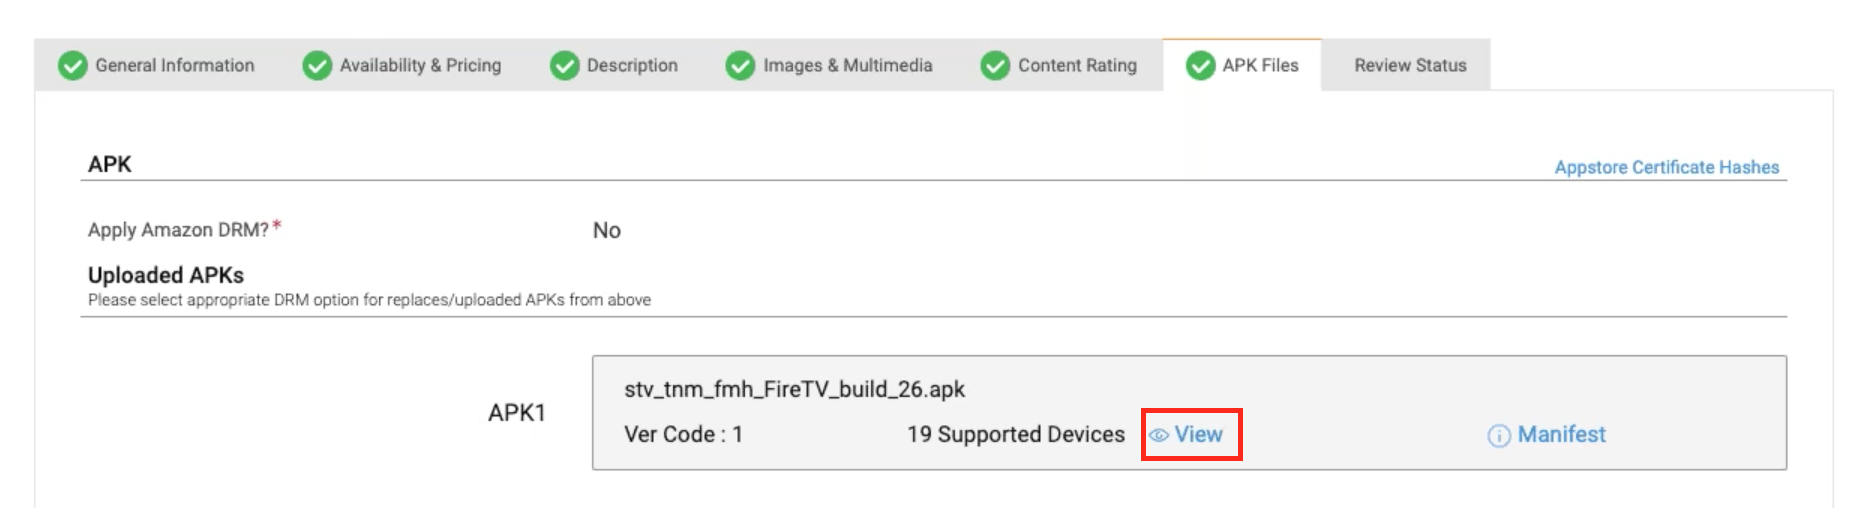 General Information Availability & Pricing Description Images & Multimedia Content Rating APK Files Review Status
APK Appstore Certificate Hashes
Apply Amazon DRM?* No
Uploaded APKs
Please select appropriate DRM option for replaces/uploaded APKs from above
stv_tnm_fmh_FireTV_build_26.apk
APK1
Ver Code : 1 19 Supported Devices View Manifest